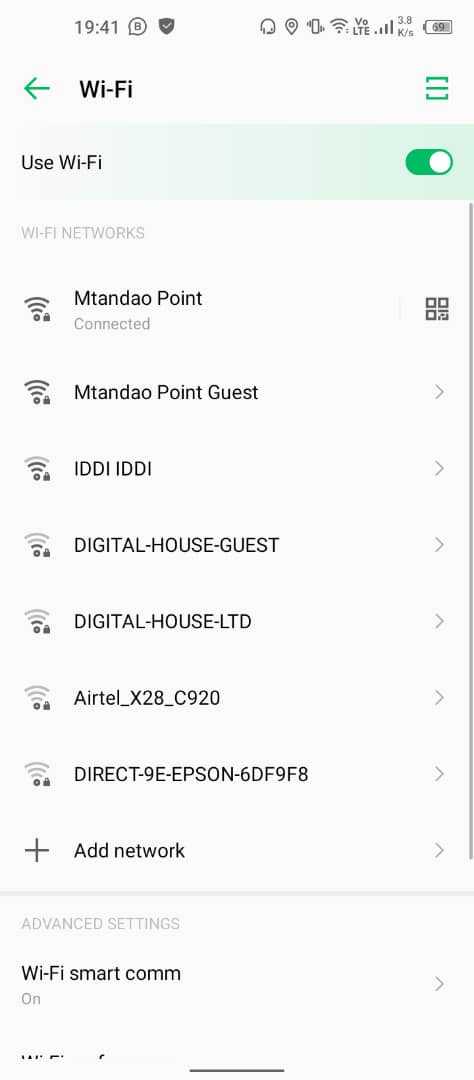 19:41 B Vo LTE 3.8 K/s 69
Wi-Fi
Use Wi-Fi
WI-FI NETWORKS
Mtandao Point
Connected
Mtandao Point Guest
IDDI IDDI
DIGITAL-HOUSE-GUEST
DIGITAL-HOUSE-LTD
Airtel_X28_C920
DIRECT-9E-EPSON-6DF9F8
Add network
ADVANCED SETTINGS
Wi-Fi smart comm
On